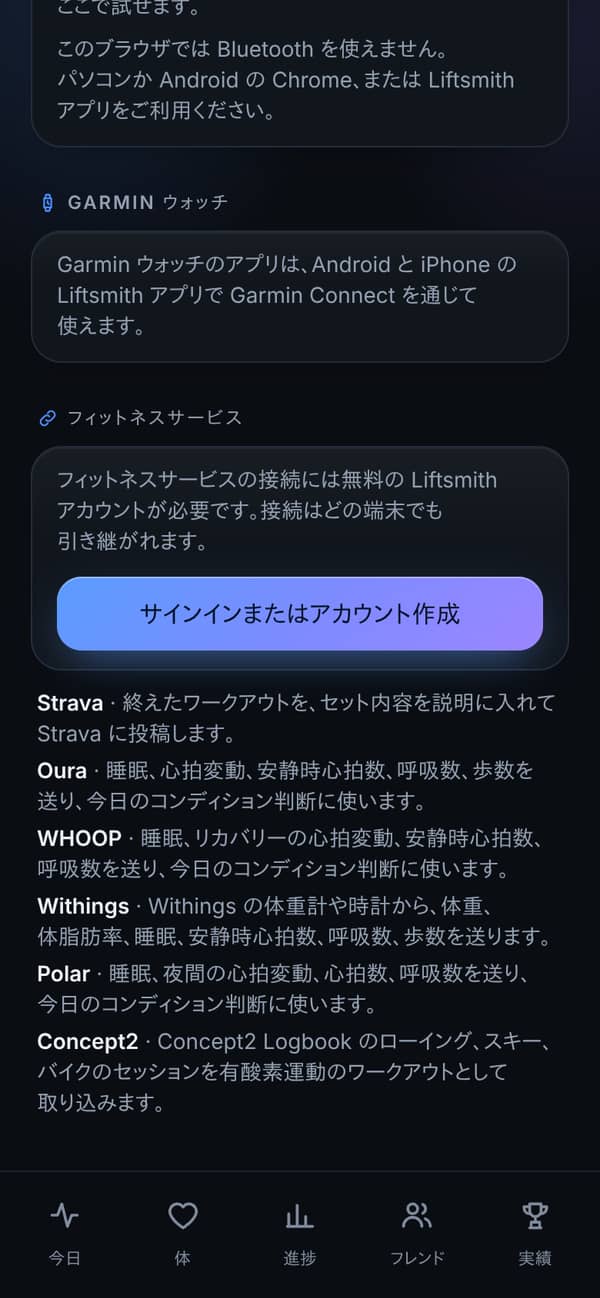 ここで試せます。
このブラウザでは Bluetooth を使えません。
パソコンか Android の Chrome、または Liftsmith
アプリをご利用ください。
GARMIN ウォッチ
Garmin ウォッチのアプリは、Android と iPhone の
Liftsmith アプリで Garmin Connect を通じて
使えます。
フィットネスサービス
フィットネスサービスの接続には無料の Liftsmith
アカウントが必要です。接続はどの端末でも
引き継がれます。
サインインまたはアカウント作成
Strava · 終えたワークアウトを、セット内容を説明に入れて
Strava に投稿します。
Oura · 睡眠、心拍変動、安静時心拍数、呼吸数、歩数を
送り、今日のコンディション判断に使います。
WHOOP · 睡眠、リカバリーの心拍変動、安静時心拍数、
呼吸数を送り、今日のコンディション判断に使います。
Withings · Withings の体重計や時計から、体重、
体脂肪率、睡眠、安静時心拍数、呼吸数、歩数を送ります。
Polar · 睡眠、夜間の心拍変動、心拍数、呼吸数を送り、
今日のコンディション判断に使います。
Concept2 · Concept2 Logbook のローイング、スキー、
バイクのセッションを有酸素運動のワークアウトとして
取り込みます。
今日
体
進捗
フレンド
実績